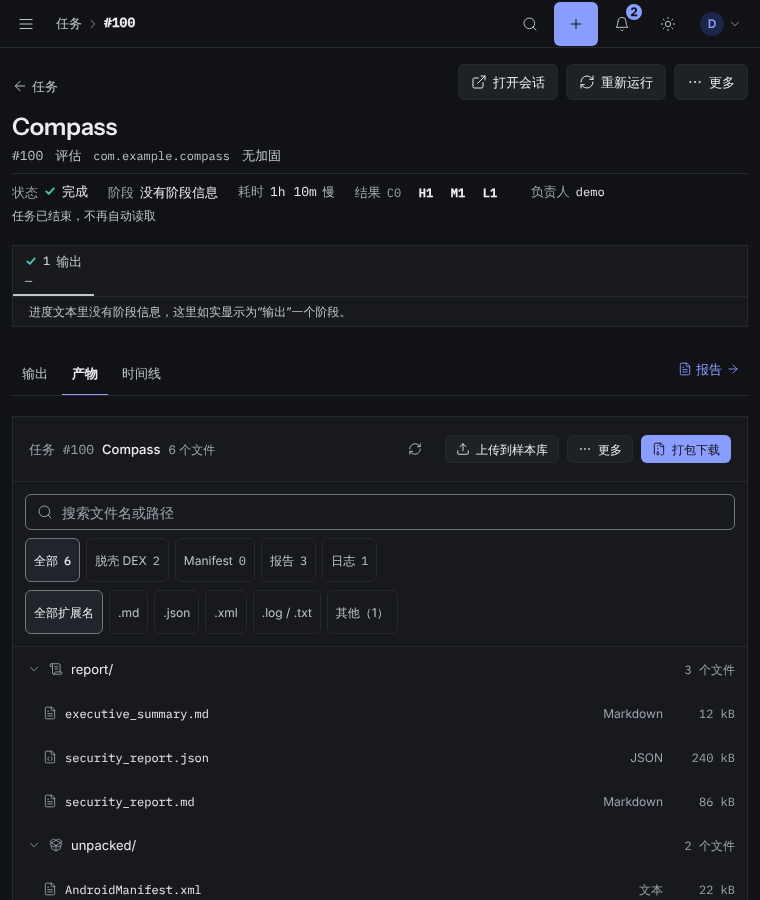 任务 #100
2
D
任务
打开会话 重新运行 更多
Compass
#100 评估 com.example.compass 无加固
状态 完成 阶段 没有阶段信息 耗时 1h 10m 慢 结果 C0 H1 M1 L1 负责人 demo
任务已结束，不再自动读取
1 输出
—
进度文本里没有阶段信息，这里如实显示为“输出”一个阶段。
输出 产物 时间线 报告
任务 #100 Compass 6 个文件 上传到样本库 更多 打包下载
搜索文件名或路径
全部 6 脱壳 DEX 2 Manifest 0 报告 3 日志 1
全部扩展名 .md .json .xml .log / .txt 其他（1）
report/ 3 个文件
executive_summary.md Markdown 12 kB
security_report.json JSON 240 kB
security_report.md Markdown 86 kB
unpacked/ 2 个文件
AndroidManifest.xml 文本 22 kB